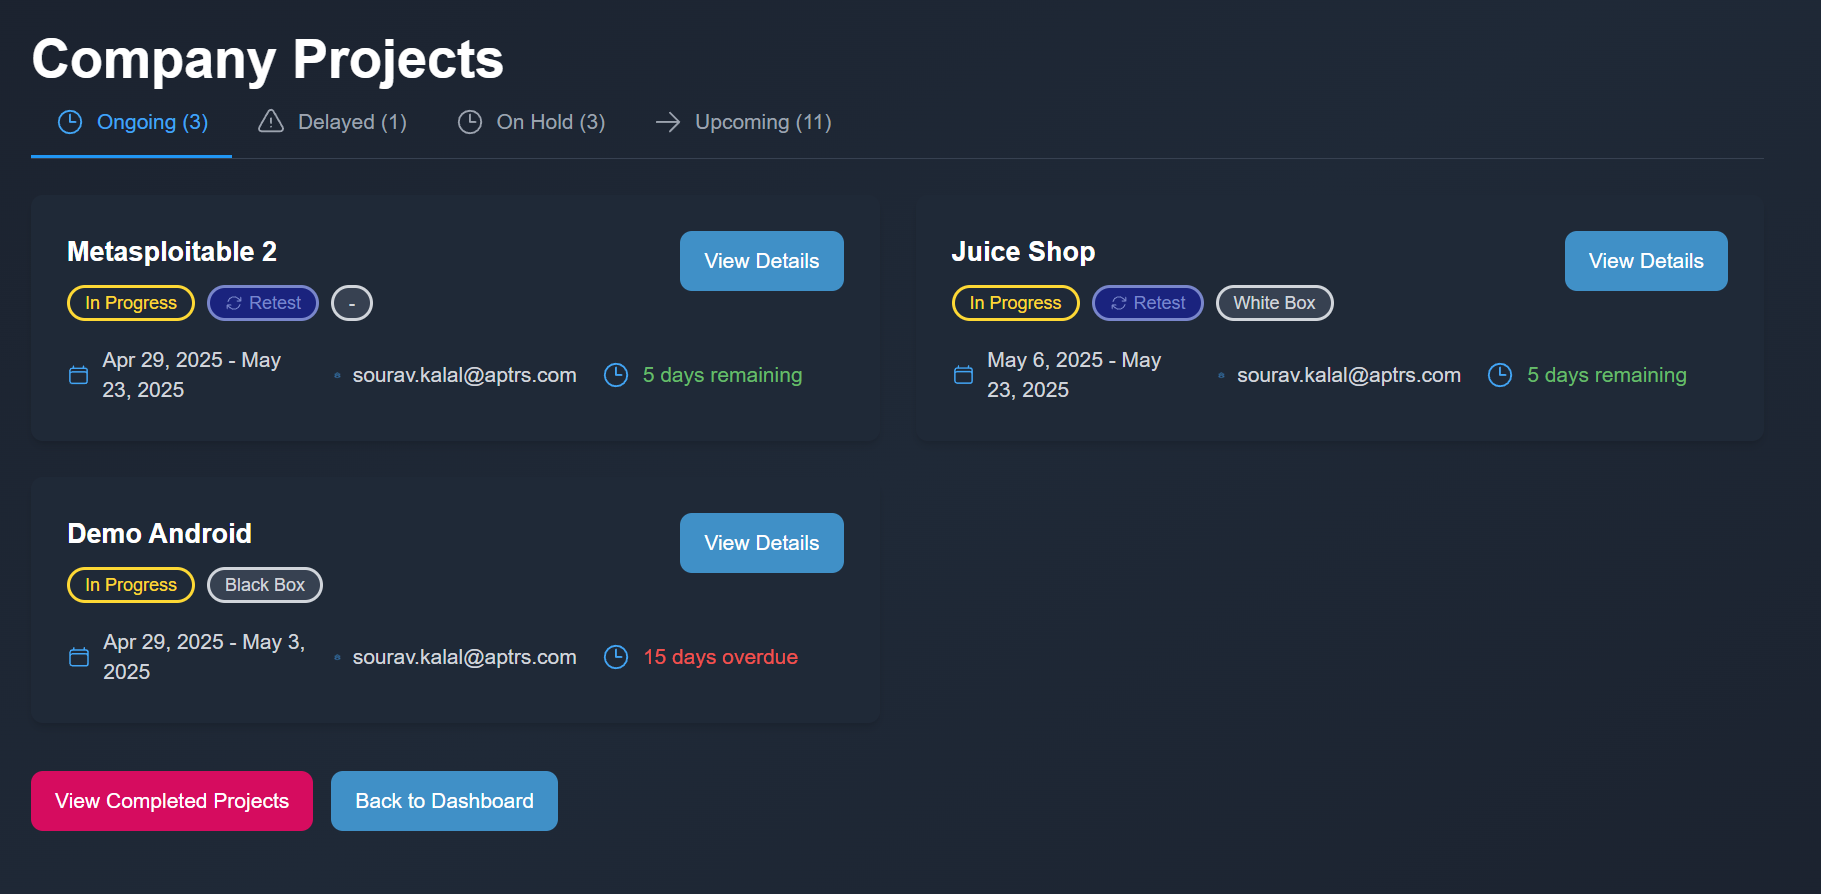 Company Projects
Ongoing (3) Delayed (1) On Hold (3) Upcoming (11)
Metasploitable 2
View Details
In Progress Retest -
Apr 29, 2025 - May
23, 2025
sourav.kalal@aptrs.com
5 days remaining
Juice Shop
View Details
In Progress Retest White Box
May 6, 2025 - May
23, 2025
sourav.kalal@aptrs.com
5 days remaining
Demo Android
View Details
In Progress Black Box
Apr 29, 2025 - May 3,
2025
sourav.kalal@aptrs.com
15 days overdue
View Completed Projects Back to Dashboard